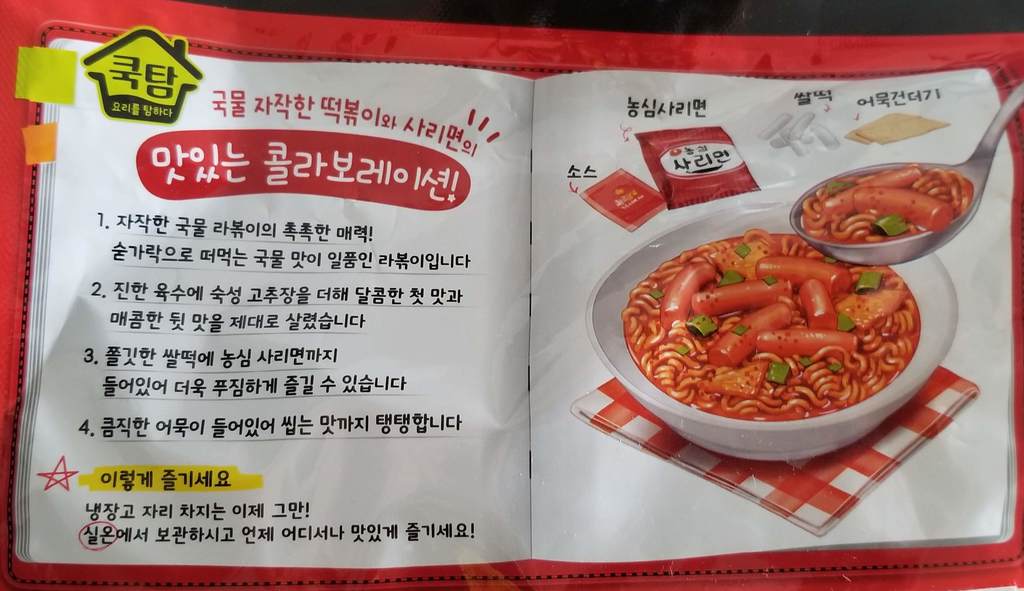 쿡탐
요리를 탐하다
국물 자작한 떡볶이와 사리면의
맛있는 콜라보레이션!
1. 자작한 국물 라볶이의 촉촉한 매력!
숟가락으로 떠먹는 국물 맛이 일품인 라볶이입니다
2. 진한 육수에 숙성 고추장을 더해 달콤한 첫 맛과
매콤한 뒷 맛을 제대로 살렸습니다
3. 쫄깃한 쌀떡에 농심 사리면까지
들어있어 더욱 푸짐하게 즐길 수 있습니다
4. 큼직한 어묵이 들어있어 씹는 맛까지 탱탱합니다
이렇게 즐기세요
냉장고 자리 차지는 이제 그만!
실온에서 보관하시고 언제 어디서나 맛있게 즐기세요!
농심사리면
쌀떡
어묵건더기
소스
농심
사리면